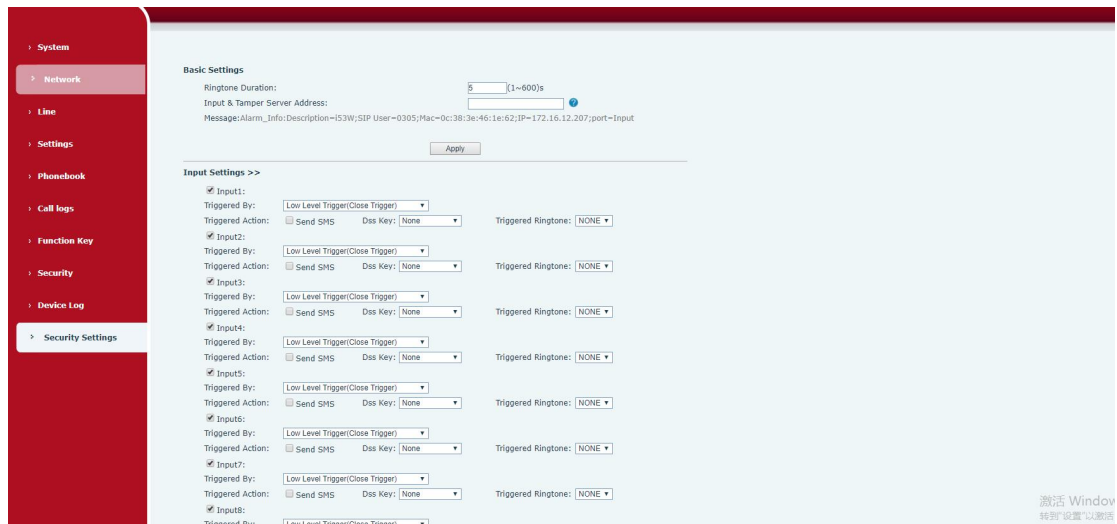 › System
› Network
› Line
› Settings
› Phonebook
› Call logs
› Function Key
› Security
› Device Log
› Security Settings
Basic Settings
Ringtone Duration: 5 (1~600)s
Input & Tamper Server Address:
Message:Alarm_Info:Description=i53W;SIP User=0305;Mac=0c:38:3e:46:1e:62;IP=172.16.12.207;port=Input
Apply
Input Settings >>
Input1:
Triggered By: Low Level Trigger(Close Trigger)
Triggered Action: Send SMS Dss Key: None Triggered Ringtone: NONE
Input2:
Triggered By: Low Level Trigger(Close Trigger)
Triggered Action: Send SMS Dss Key: None Triggered Ringtone: NONE
Input3:
Triggered By: Low Level Trigger(Close Trigger)
Triggered Action: Send SMS Dss Key: None Triggered Ringtone: NONE
Input4:
Triggered By: Low Level Trigger(Close Trigger)
Triggered Action: Send SMS Dss Key: None Triggered Ringtone: NONE
Input5:
Triggered By: Low Level Trigger(Close Trigger)
Triggered Action: Send SMS Dss Key: None Triggered Ringtone: NONE
Input6:
Triggered By: Low Level Trigger(Close Trigger)
Triggered Action: Send SMS Dss Key: None Triggered Ringtone: NONE
Input7:
Triggered By: Low Level Trigger(Close Trigger)
Triggered Action: Send SMS Dss Key: None Triggered Ringtone: NONE
Input8:
Triggered By: Low Level Trigger(Close Trigger)
激活 Window
转到"设置"以激活